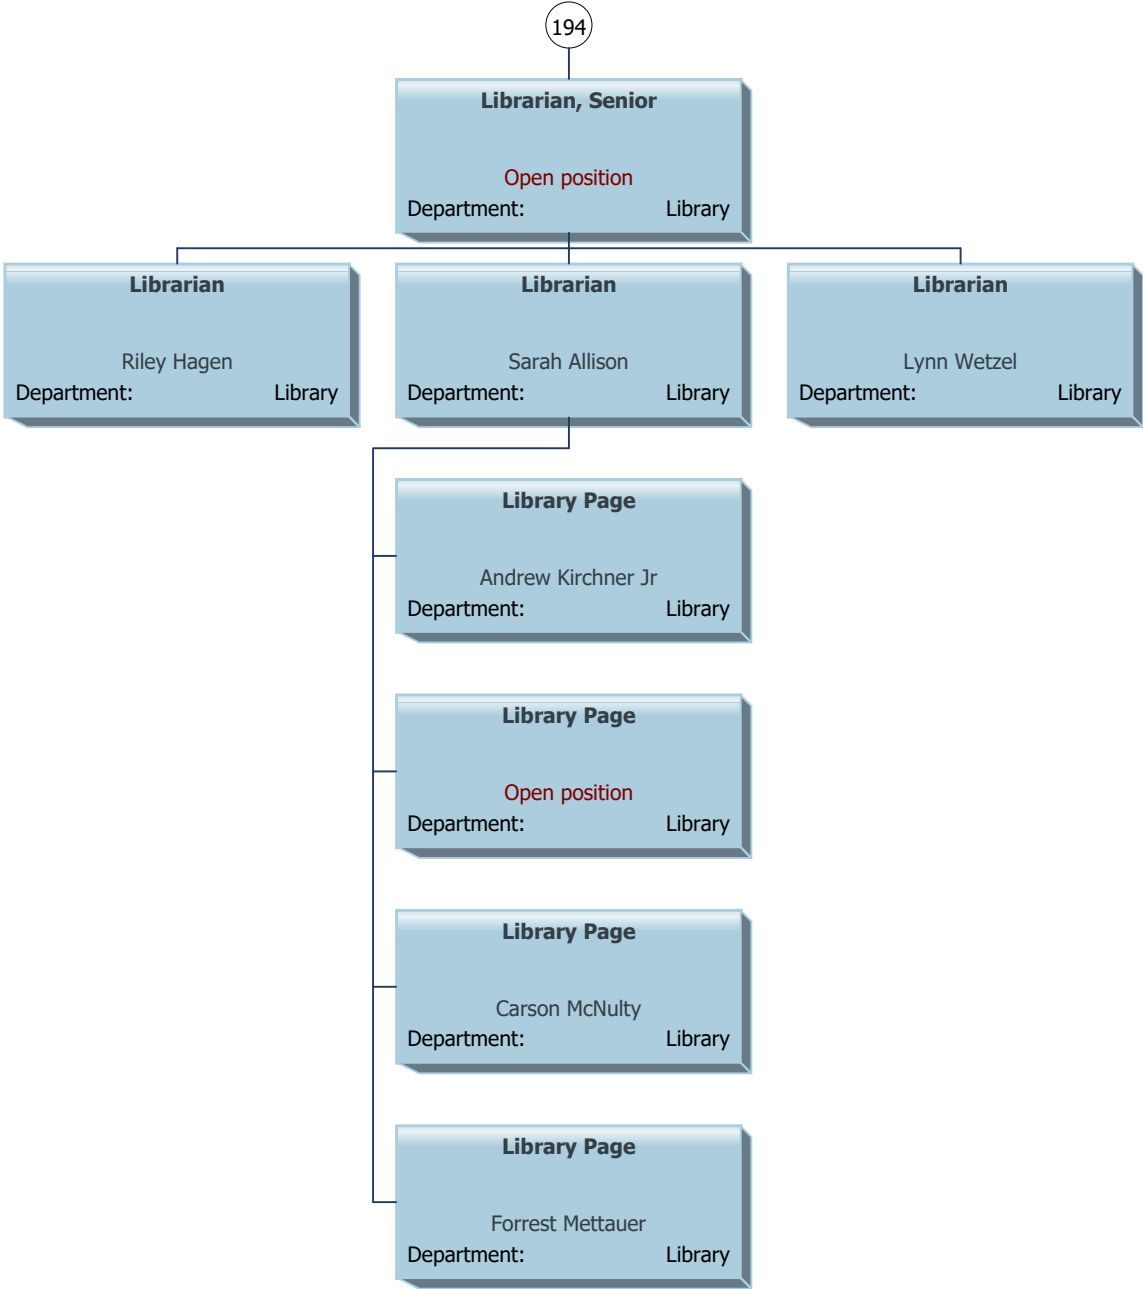 194
Librarian, Senior
Open position
Department: Library
Librarian
Riley Hagen
Department: Library
Librarian
Sarah Allison
Department: Library
Librarian
Lynn Wetzel
Department: Library
Library Page
Andrew Kirchner Jr
Department: Library
Library Page
Open position
Department: Library
Library Page
Carson McNulty
Department: Library
Library Page
Forrest Mettauer
Department: Library